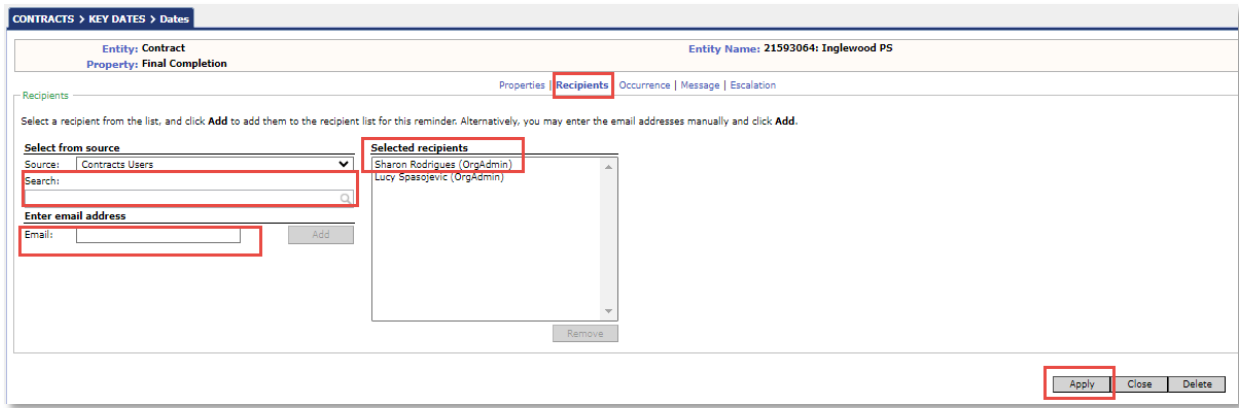 CONTRACTS > KEY DATES > Dates
Entity: Contract
Entity Name: 21593064: Inglewood PS
Property: Final Completion
Properties | Recipients | Occurrence | Message | Escalation
Recipients
Select a recipient from the list, and click Add to add them to the recipient list for this reminder. Alternatively, you may enter the email addresses manually and click Add.
Select from source
Selected recipients
Source: Contracts Users
Sharon Rodrigues (OrgAdmin)
Search:
Lucy Spasojevic (OrgAdmin)
Enter email address
Email:
Add
Remove
Apply Close Delete